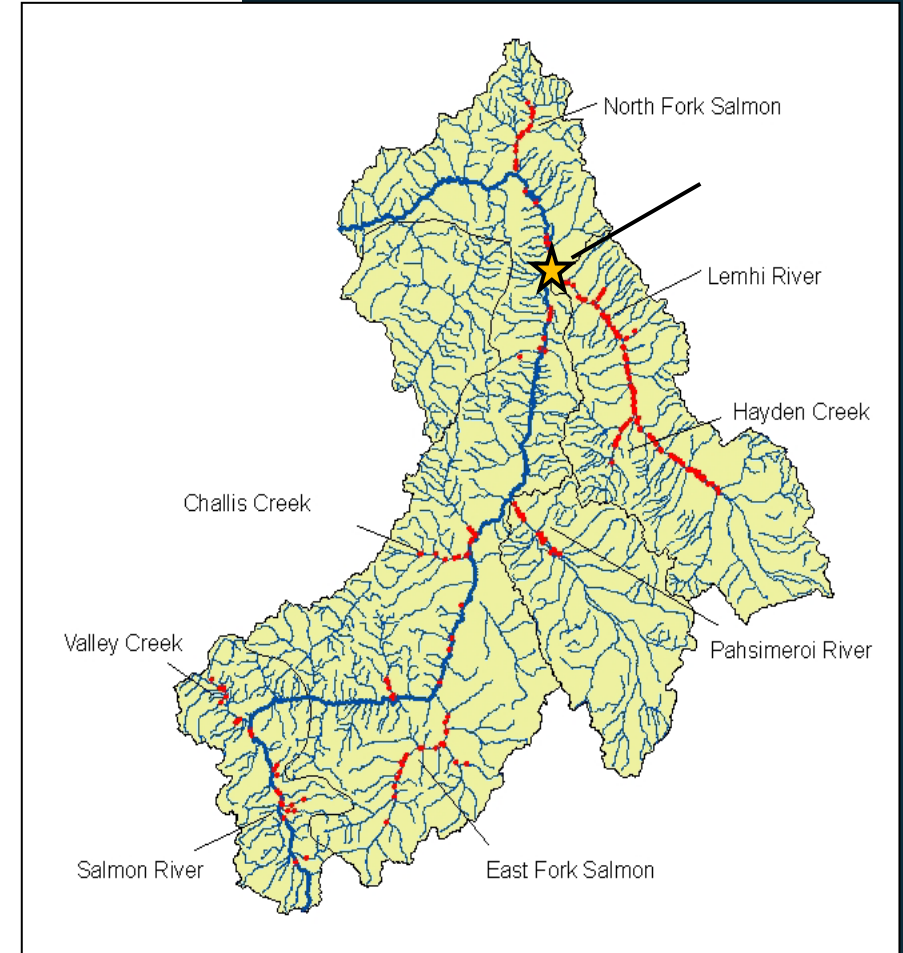 North Fork Salmon
Lemhi River
Hayden Creek
Challis Creek
Valley Creek
Pahsimeroi River
Salmon River
East Fork Salmon